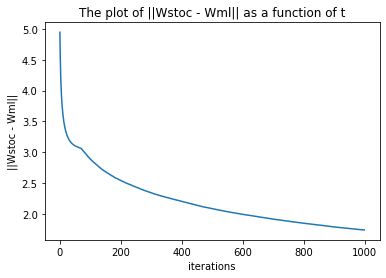 The plot of ||Wstoc - Wml|| as a function of t
||Wstoc - Wml||
5.0
4.5
4.0
3.5
3.0
2.5
2.0
0 200 400 600 800 1000
iterations